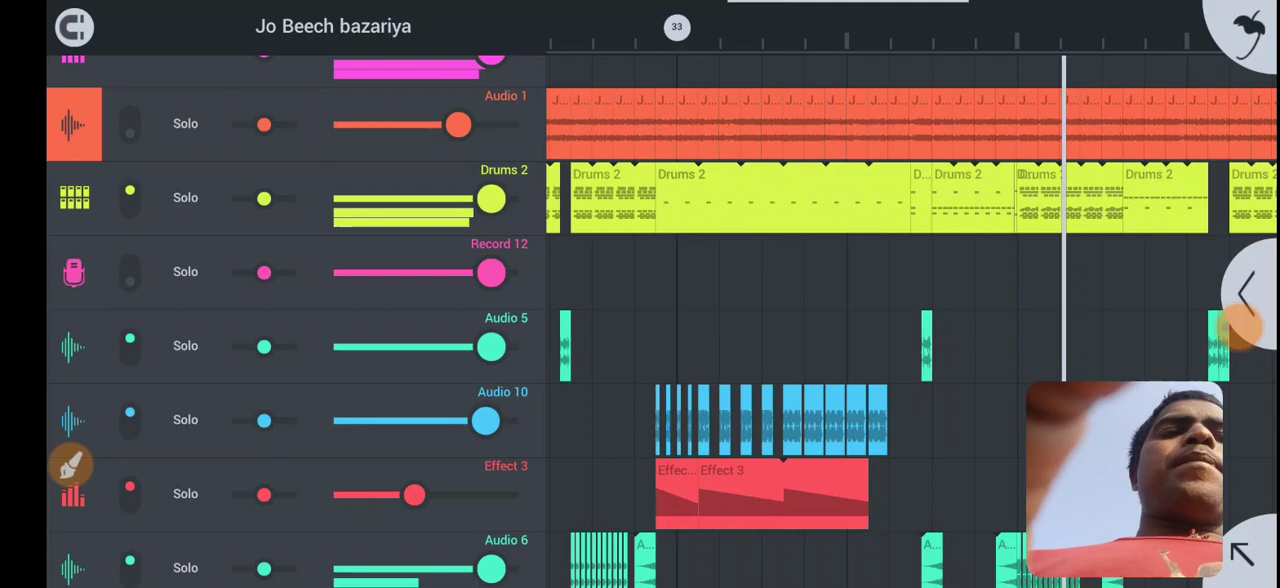 Jo Beech bazariya
33
Audio 1
Solo
J... J... J... J... J... J... J... J... J... J... J... J... J... J... J... J... J... J... J... J... J... J... J... J... J... J... J... J... J... J... J... J... J... J...
Drums 2
Solo
Drums 2 Drums 2 D... Drums 2 Drums 2 Drums 2 Drums 2
Record 12
Solo
Audio 5
Solo
Audio 10
Solo
Effect 3
Solo
Effec... Effect 3
Audio 6
Solo
A... A... A...